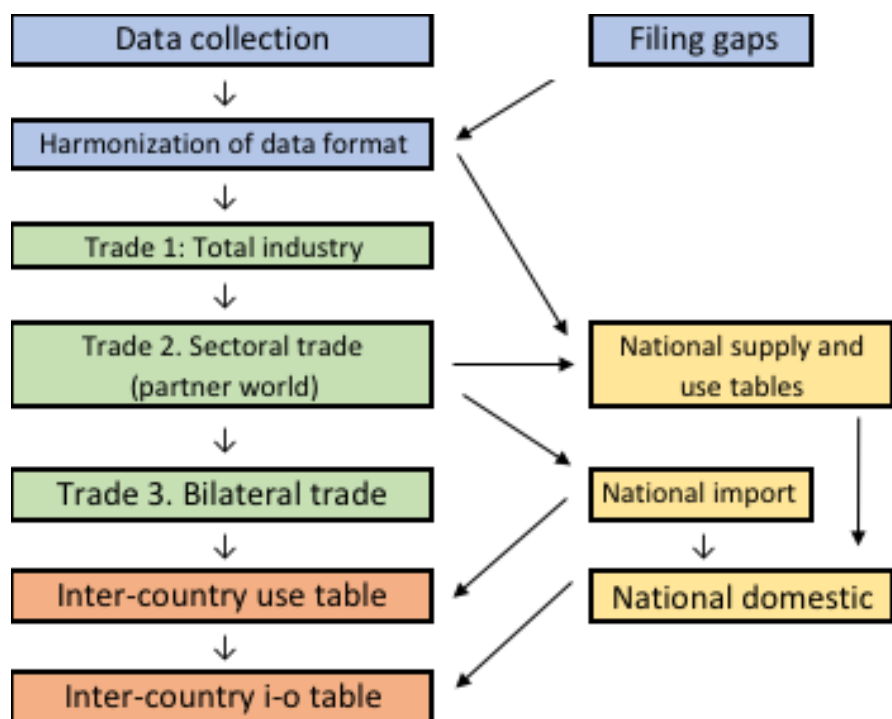 Data collection
Filing gaps
Harmonization of data format
Trade 1: Total industry
Trade 2. Sectoral trade
(partner world)
National supply and
use tables
Trade 3. Bilateral trade
National import
Inter-country use table
National domestic
Inter-country i-o table